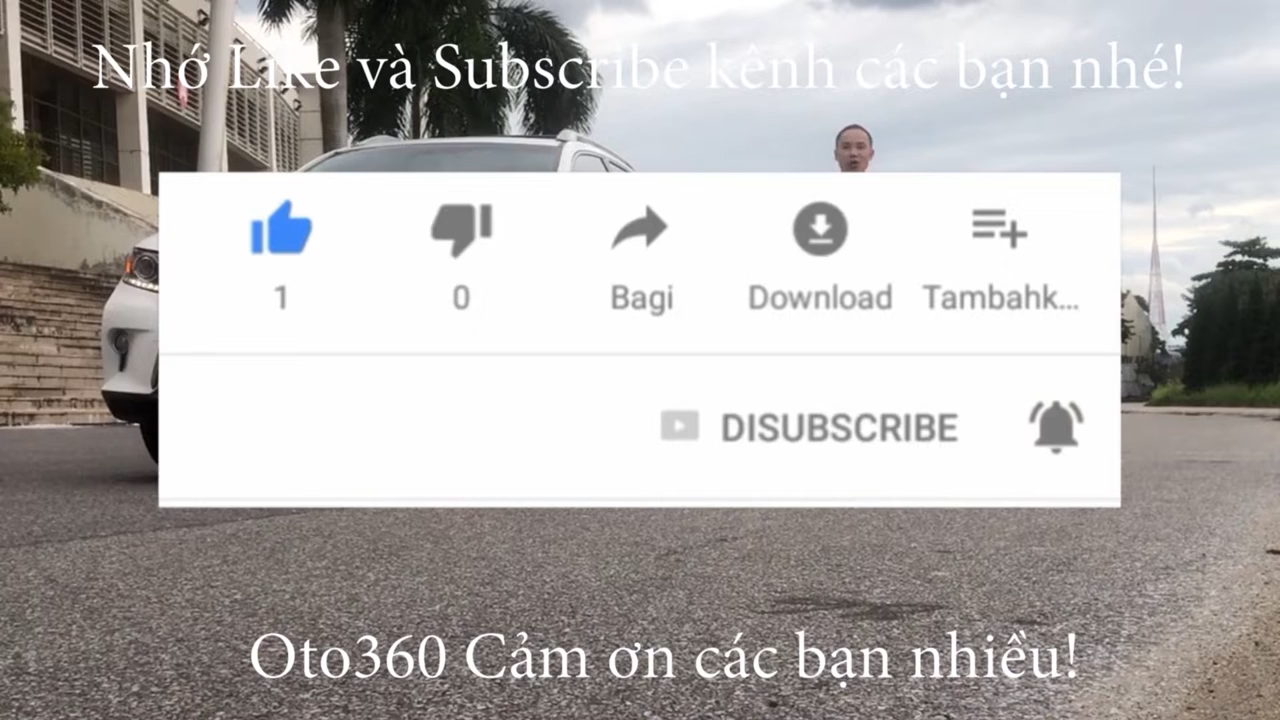 Nhớ Like và Subscribe kênh các bạn nhé!
1 0 Bagi Download Tambahk...
DISUBSCRIBE
Oto360 Cảm ơn các bạn nhiều!